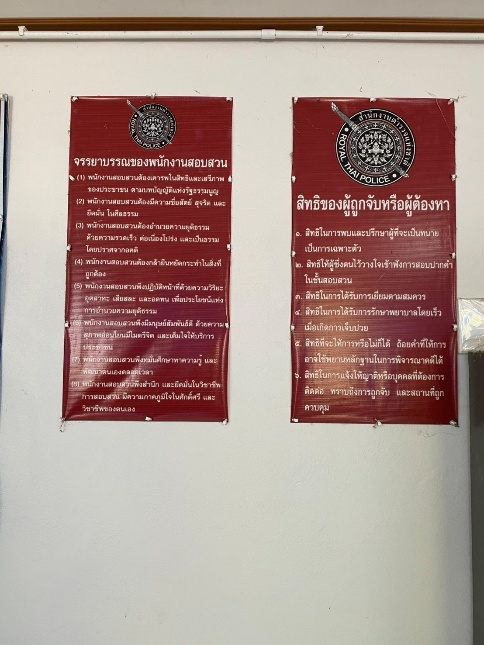 สำนักงานตำรวจแห่งชาติ
ROYAL THAI POLICE
จรรยาบรรณของพนักงานสอบสวน
(1) พนักงานสอบสวนต้องเคารพในสิทธิและเสรีภาพ
ของประชาชน ตามบทบัญญัติแห่งรัฐธรรมนูญ
(2) พนักงานสอบสวนต้องมีความซื่อสัตย์ สุจริต และ
ยึดมั่น ในศีลธรรม
(3) พนักงานสอบสวนต้องอำนวยความยุติธรรม
ด้วยความรวดเร็ว ต่อเนื่องโปร่ง และเป็นธรรม
โดยปราศจากอคติ
(4) พนักงานสอบสวนต้องกล้ายืนหยัดกระทำในสิ่งที่
ถูกต้อง
(5) พนักงานสอบสวนพึงปฏิบัติหน้าที่ด้วยความวิริยะ
อุตสาหะ เสียสละ และอดทน เพื่อประโยชน์แห่ง
การอำนวยความยุติธรรม
(6) พนักงานสอบสวนพึงมีมนุษย์สัมพันธ์ดี ด้วยความ
สุภาพอ่อนโยนมีไมตรีจิต และเต็มใจให้บริการ
ประชาชน
(7) พนักงานสอบสวนพึงหมั่นศึกษาหาความรู้ และ
พัฒนาตนเองตลอดเวลา
(8) พนักงานสอบสวนพึงสำนึก และยึดมั่นในวิชาชีพ
การสอบสวน มีความภาคภูมิใจในศักดิ์ศรี และ
วิชาชีพของตนเอง
สำนักงานตำรวจแห่งชาติ
ROYAL THAI POLICE
สิทธิของผู้ถูกจับหรือผู้ต้องหา
๑. สิทธิในการพบและปรึกษาผู้ที่จะเป็นทนาย
เป็นการเฉพาะตัว
๒. สิทธิให้ผู้ซึ่งตนไว้วางใจเข้าฟังการสอบปากคำ
ในชั้นสอบสวน
๓. สิทธิในการได้รับการเยี่ยมตามสมควร
๔. สิทธิในการได้รับการรักษาพยาบาลโดยเร็ว
เมื่อเกิดการเจ็บป่วย
๕. สิทธิที่จะให้การหรือไม่ก็ได้ ถ้อยคำที่ให้การ
อาจใช้พยานหลักฐานในการพิจารณาคดีได้
๖. สิทธิในการแจ้งให้ญาติหรือบุคคลที่ต้องการ
ติดต่อ ทราบถึงการถูกจับ และสถานที่ถูก
ควบคุม